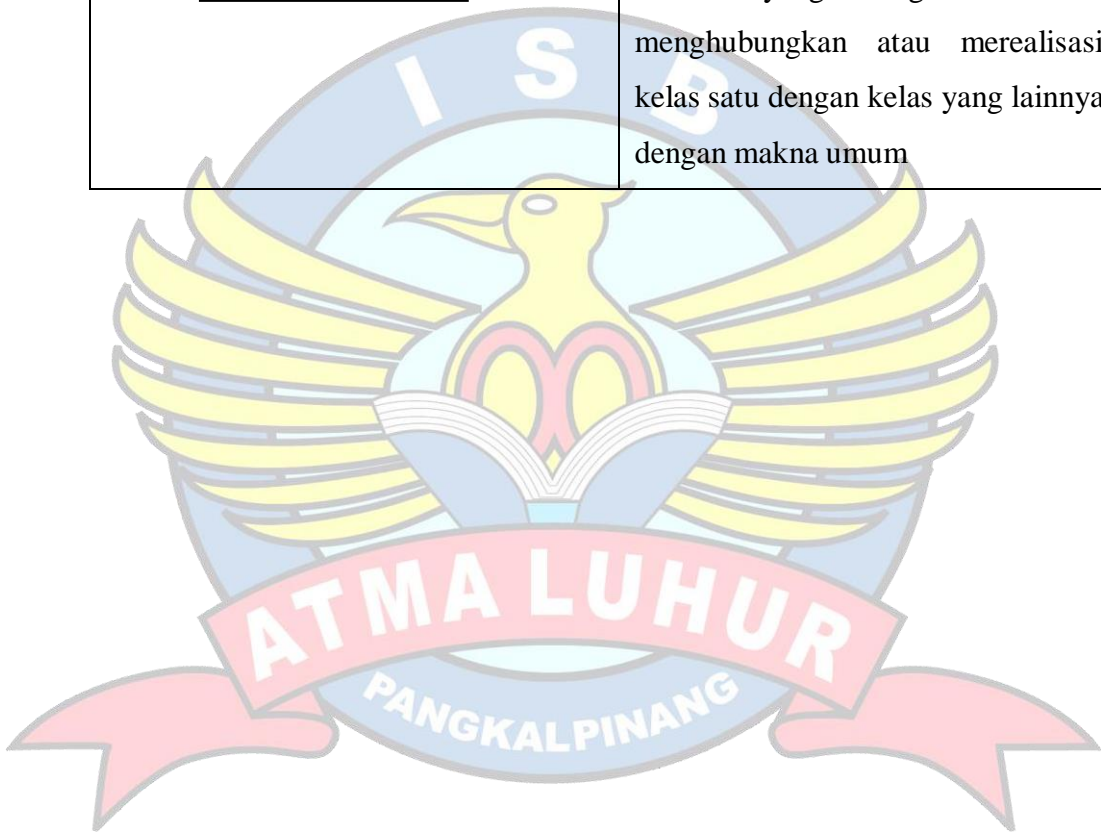 menghubungkan atau merealisasi
kelas satu dengan kelas yang lainnya
dengan makna umum
I S B
ATMA LUHUR
PANGKALPINANG